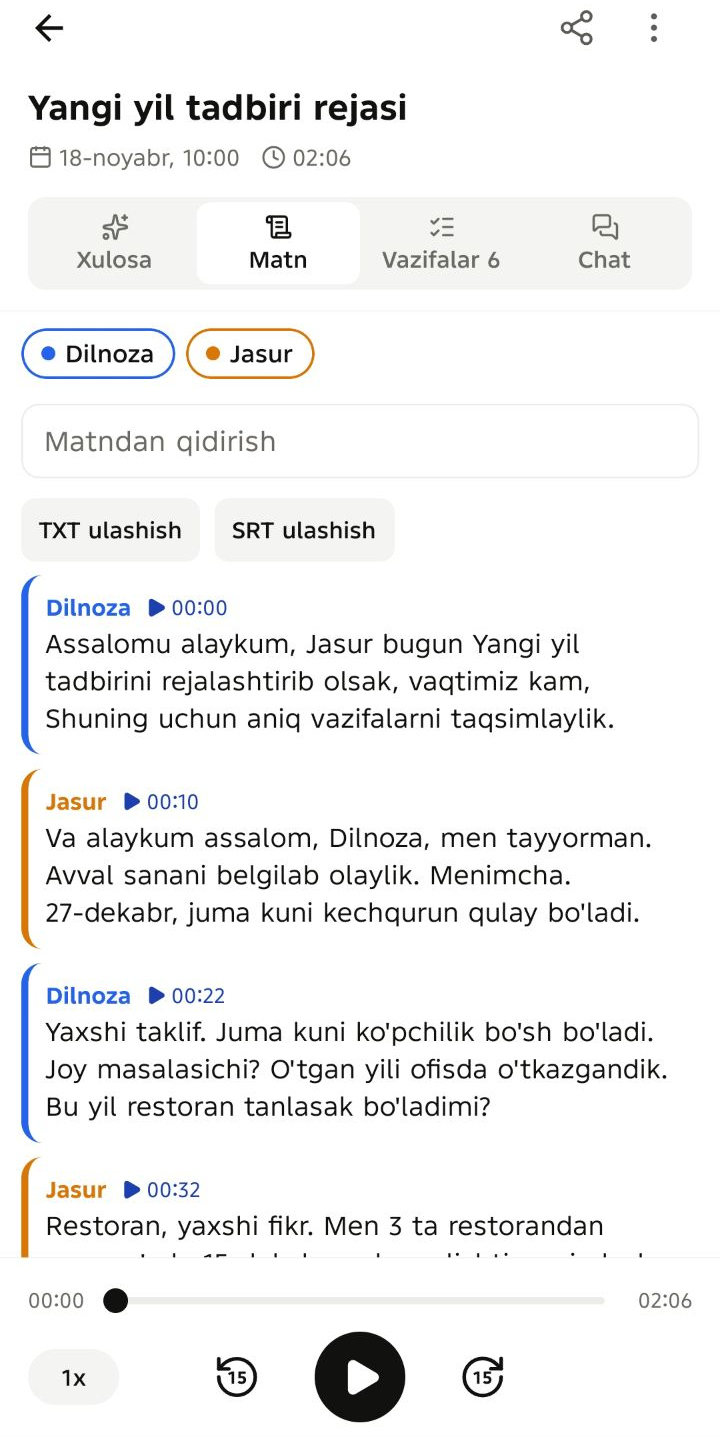 Yangi yil tadbiri rejasi
18-noyabr, 10:00 02:06
Xulosa Matn Vazifalar 6 Chat
Dilnoza Jasur
Matndan qidirish
TXT ulashish SRT ulashish
Dilnoza 00:00
Assalomu alaykum, Jasur bugun Yangi yil
tadbirini rejalashtirib olsak, vaqtimiz kam,
Shuning uchun aniq vazifalarni taqsimlaylik.
Jasur 00:10
Va alaykum assalom, Dilnoza, men tayyorman.
Avval sanani belgilab olaylik. Menimcha.
27-dekabr, juma kuni kechqurun qulay bo'ladi.
Dilnoza 00:22
Yaxshi taklif. Juma kuni ko'pchilik bo'sh bo'ladi.
Joy masalasichi? O'tgan yili ofisda o'tkazgandik.
Bu yil restoran tanlasak bo'ladimi?
Jasur 00:32
Restoran, yaxshi fikr. Men 3 ta restorandan
00:00 02:06
1x 15 15